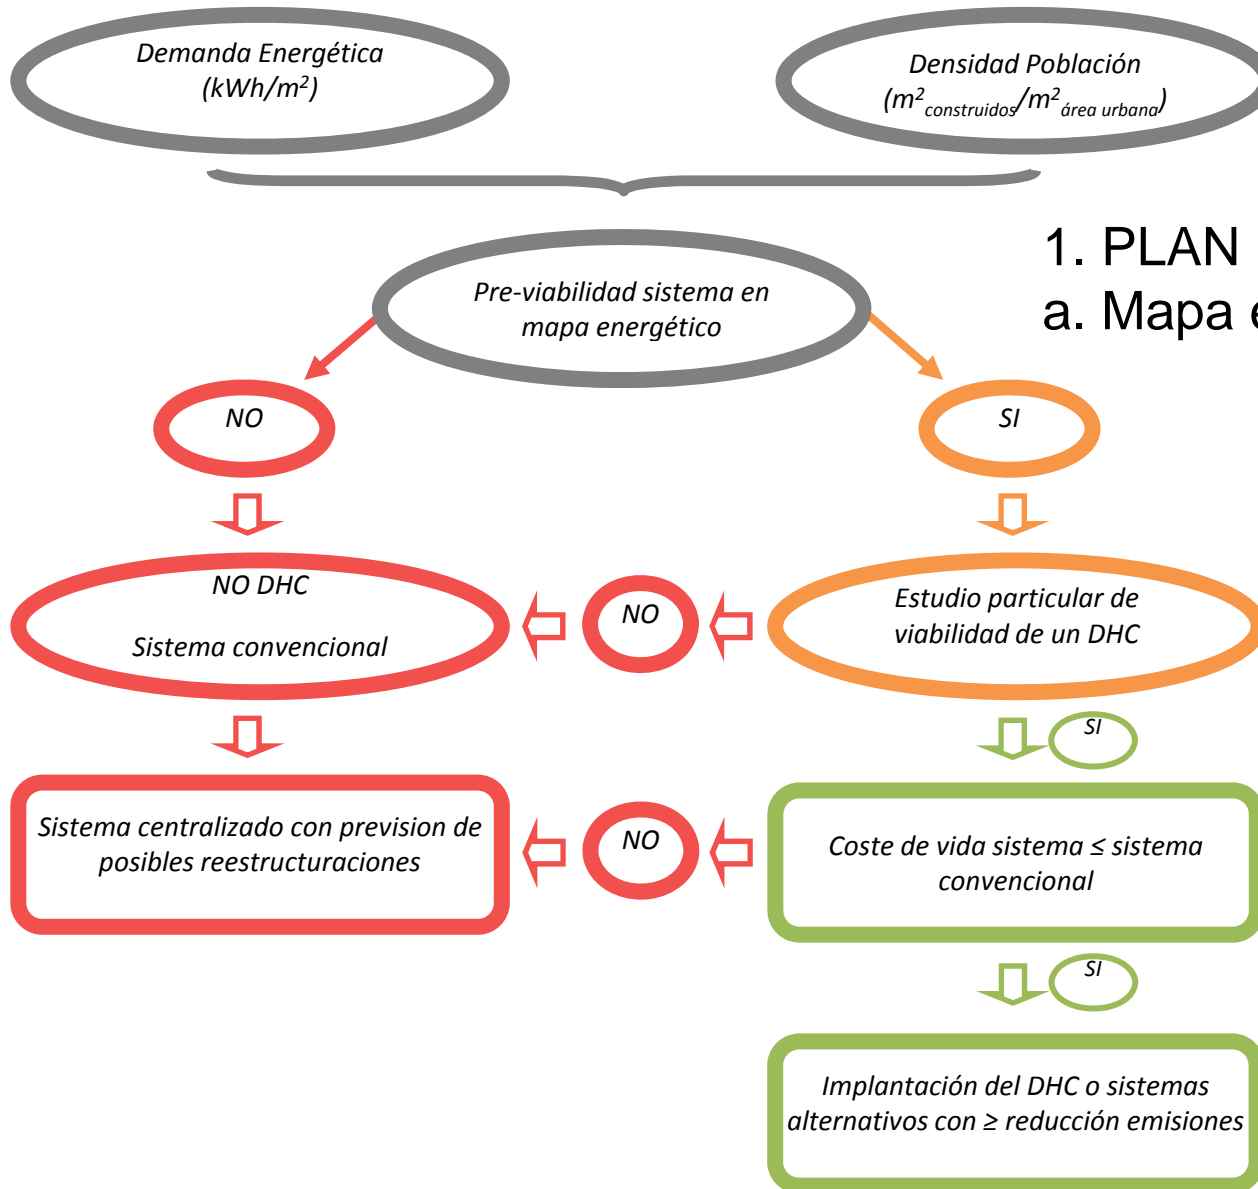 Demanda Energética
(kWh/m²)
Densidad Población
(m²construidos/m²área urbana)
1. PLAN
a. Mapa e
Pre-viabilidad sistema en
mapa energético
NO
SI
NO DHC
Sistema convencional
NO
Estudio particular de
viabilidad de un DHC
SI
Sistema centralizado con prevision de
posibles reestructuraciones
NO
Coste de vida sistema ≤ sistema
convencional
SI
Implantación del DHC o sistemas
alternativos con ≥ reducción emisiones